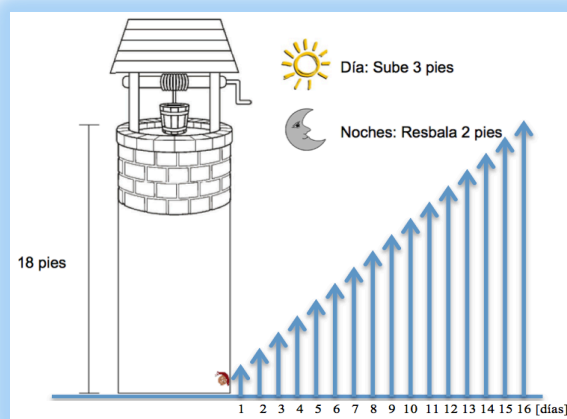 Día: Sube 3 pies
Noches: Resbala 2 pies
18 pies
1 2 3 4 5 6 7 8 9 10 11 12 13 14 15 16 [días]